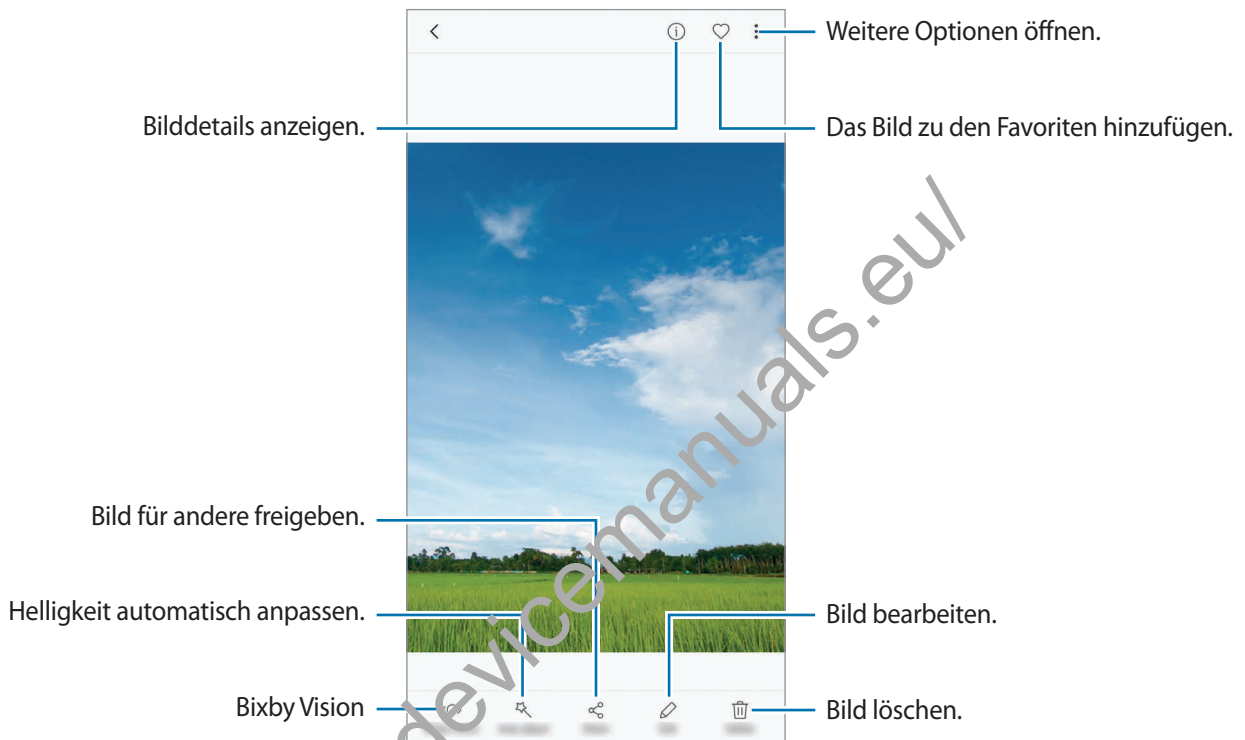 Weitere Optionen öffnen.
Bilddetails anzeigen.
Das Bild zu den Favoriten hinzufügen.
Bild für andere freigeben.
Helligkeit automatisch anpassen.
Bild bearbeiten.
Bixby Vision
Bild löschen.
devicemanuals.eu/